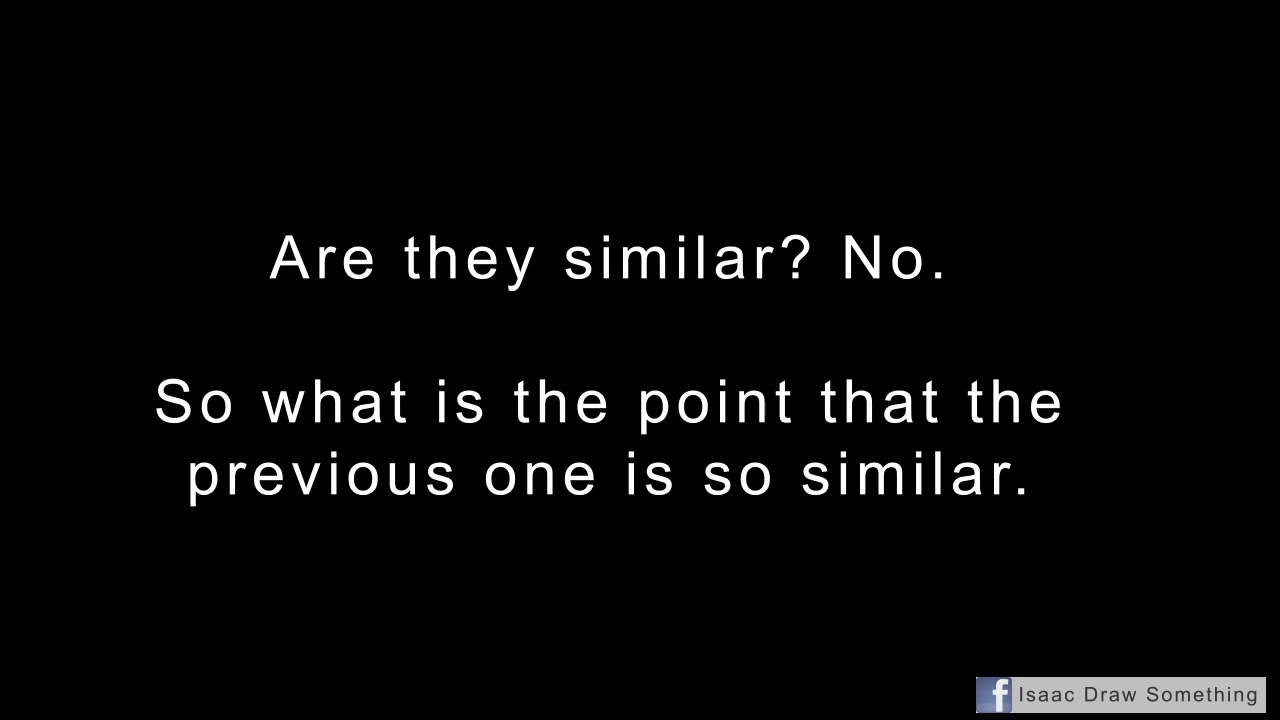 Are they similar? No.
So what is the point that the
previous one is so similar.
f Isaac Draw Something